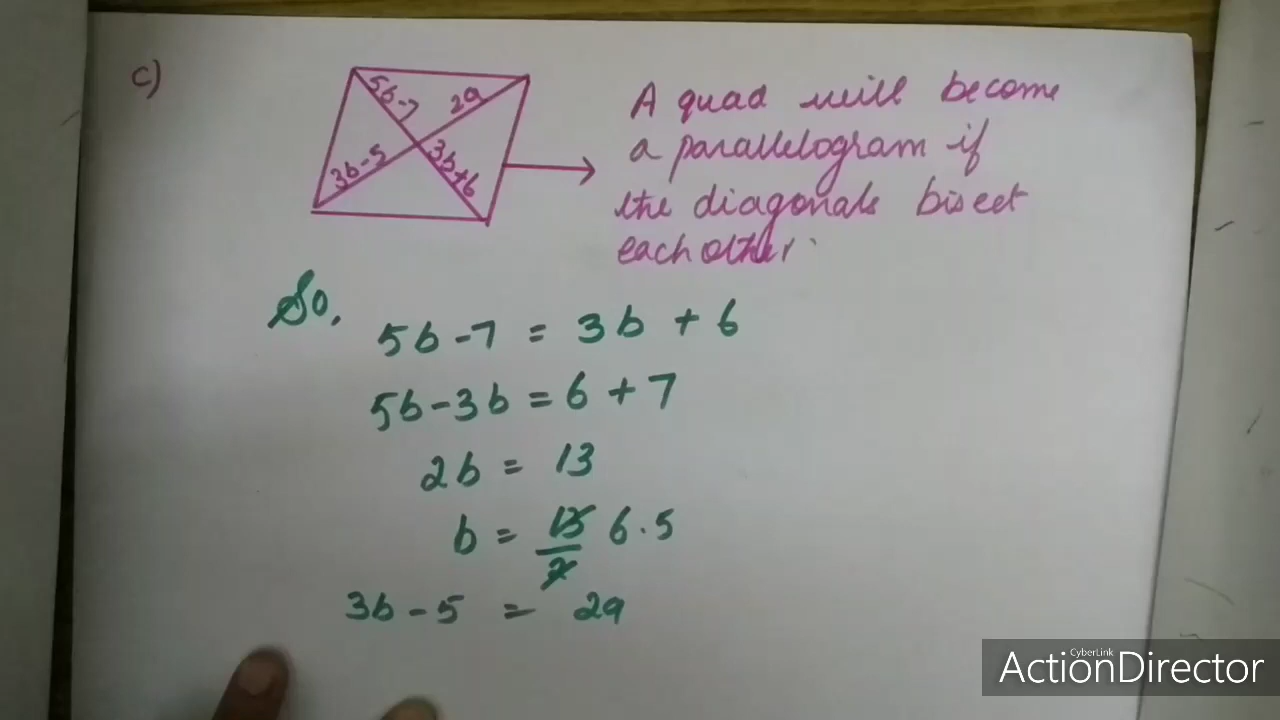 c)
5b-7
2a
3b-5
3b+6
A quad will become
a parallelogram if
the diagonals bisect
each other.
So,
5b-7 = 3b + 6
5b-3b = 6 + 7
2b = 13
b = 13/2 6.5
3b - 5 = 2a
CyberLink
ActionDirector